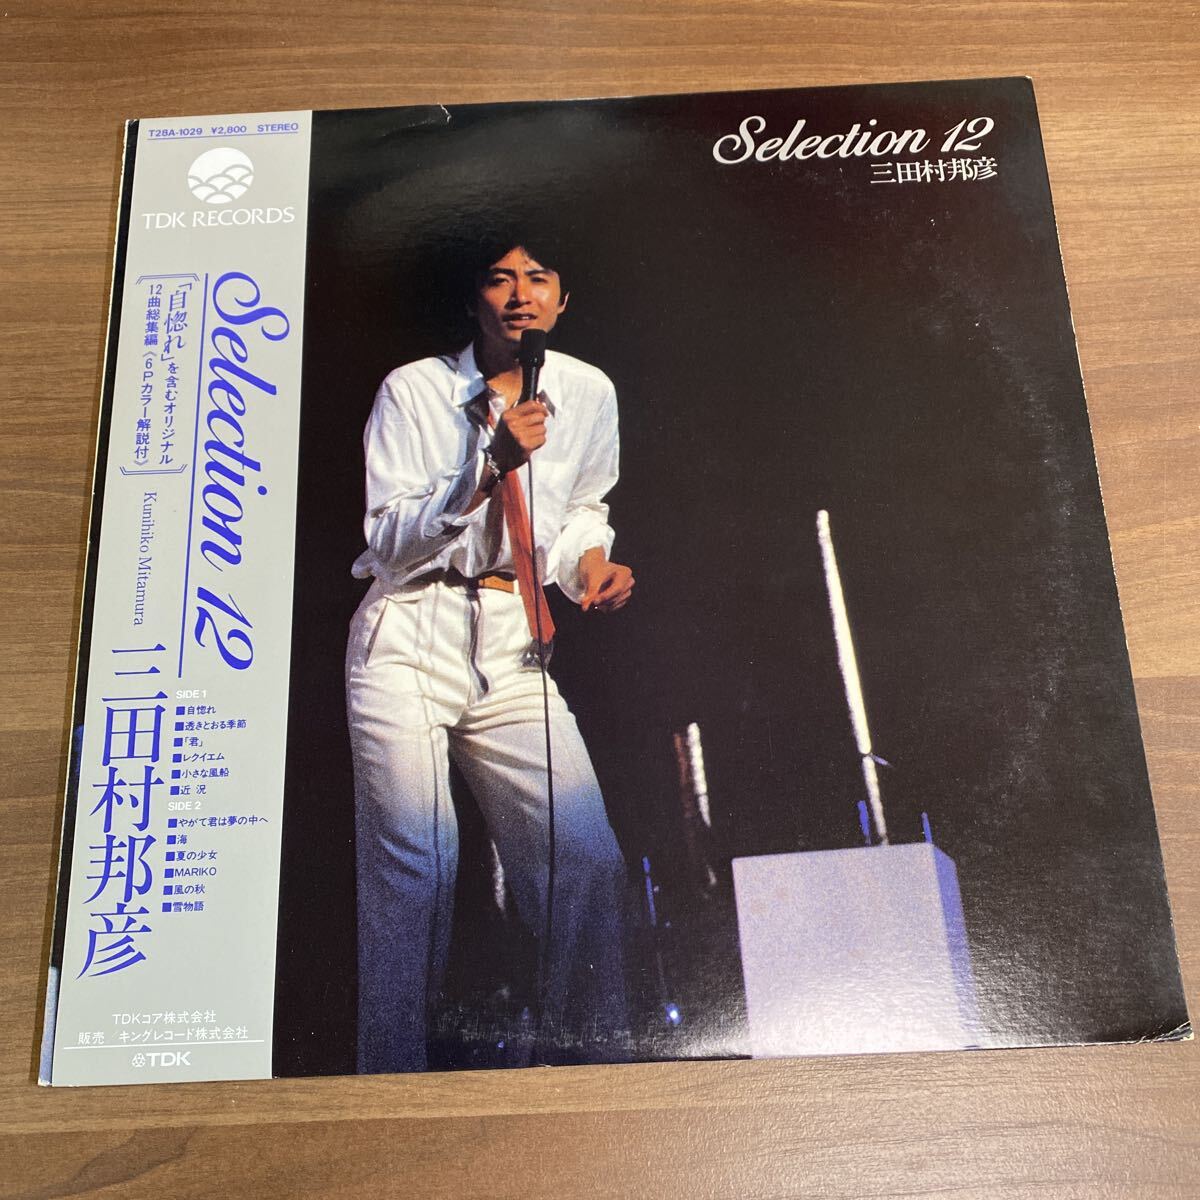 T28A-1029 ¥2,800 STEREO
TDK RECORDS
Selection 12
「自惚れ」を含むオリジナル
12曲総集編《6Pカラー解説付》
Kunihiko Mitamura
三田村邦彦
SIDE 1
■自惚れ
■透きとおる季節
■「君」
■レクイエム
■小さな風船
■近 況
SIDE 2
■やがて君は夢の中へ
■海
■夏の少女
■MARIKO
■風の秋
■雪物語
TDKコア株式会社
販売 キングレコード株式会社
TDK
Selection 12
三田村邦彦